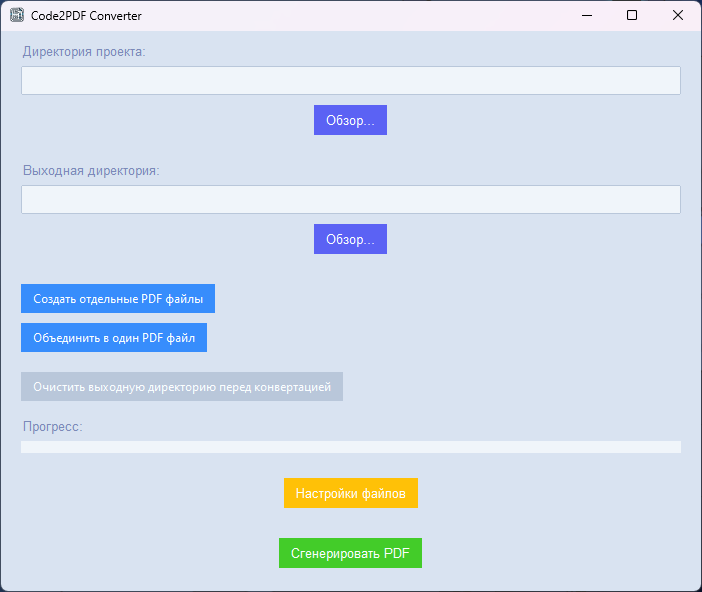 Code2PDF Converter
Директория проекта:
Обзор...
Выходная директория:
Обзор...
Создать отдельные PDF файлы
Объединить в один PDF файл
Очистить выходную директорию перед конвертацией
Прогресс:
Настройки файлов
Сгенерировать PDF